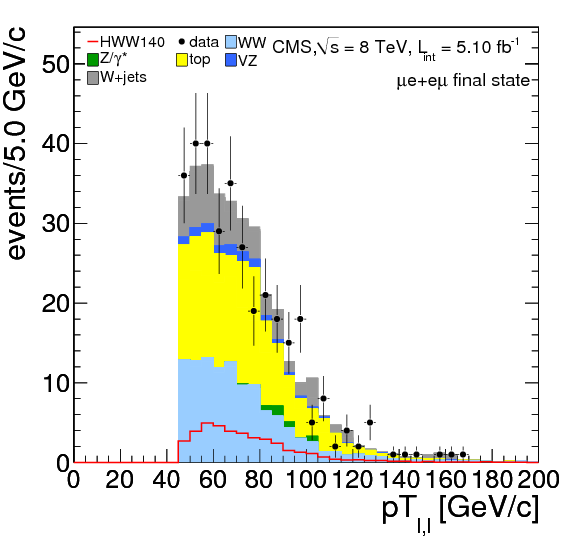 HWW140 data WW CMS,√s = 8 TeV, L_int = 5.10 fb⁻¹
Z/γ* top VZ
W+jets μe+eμ final state
events/5.0 GeV/c
50
40
30
20
10
0
0 20 40 60 80 100 120 140 160 180 200
pT_l,l [GeV/c]